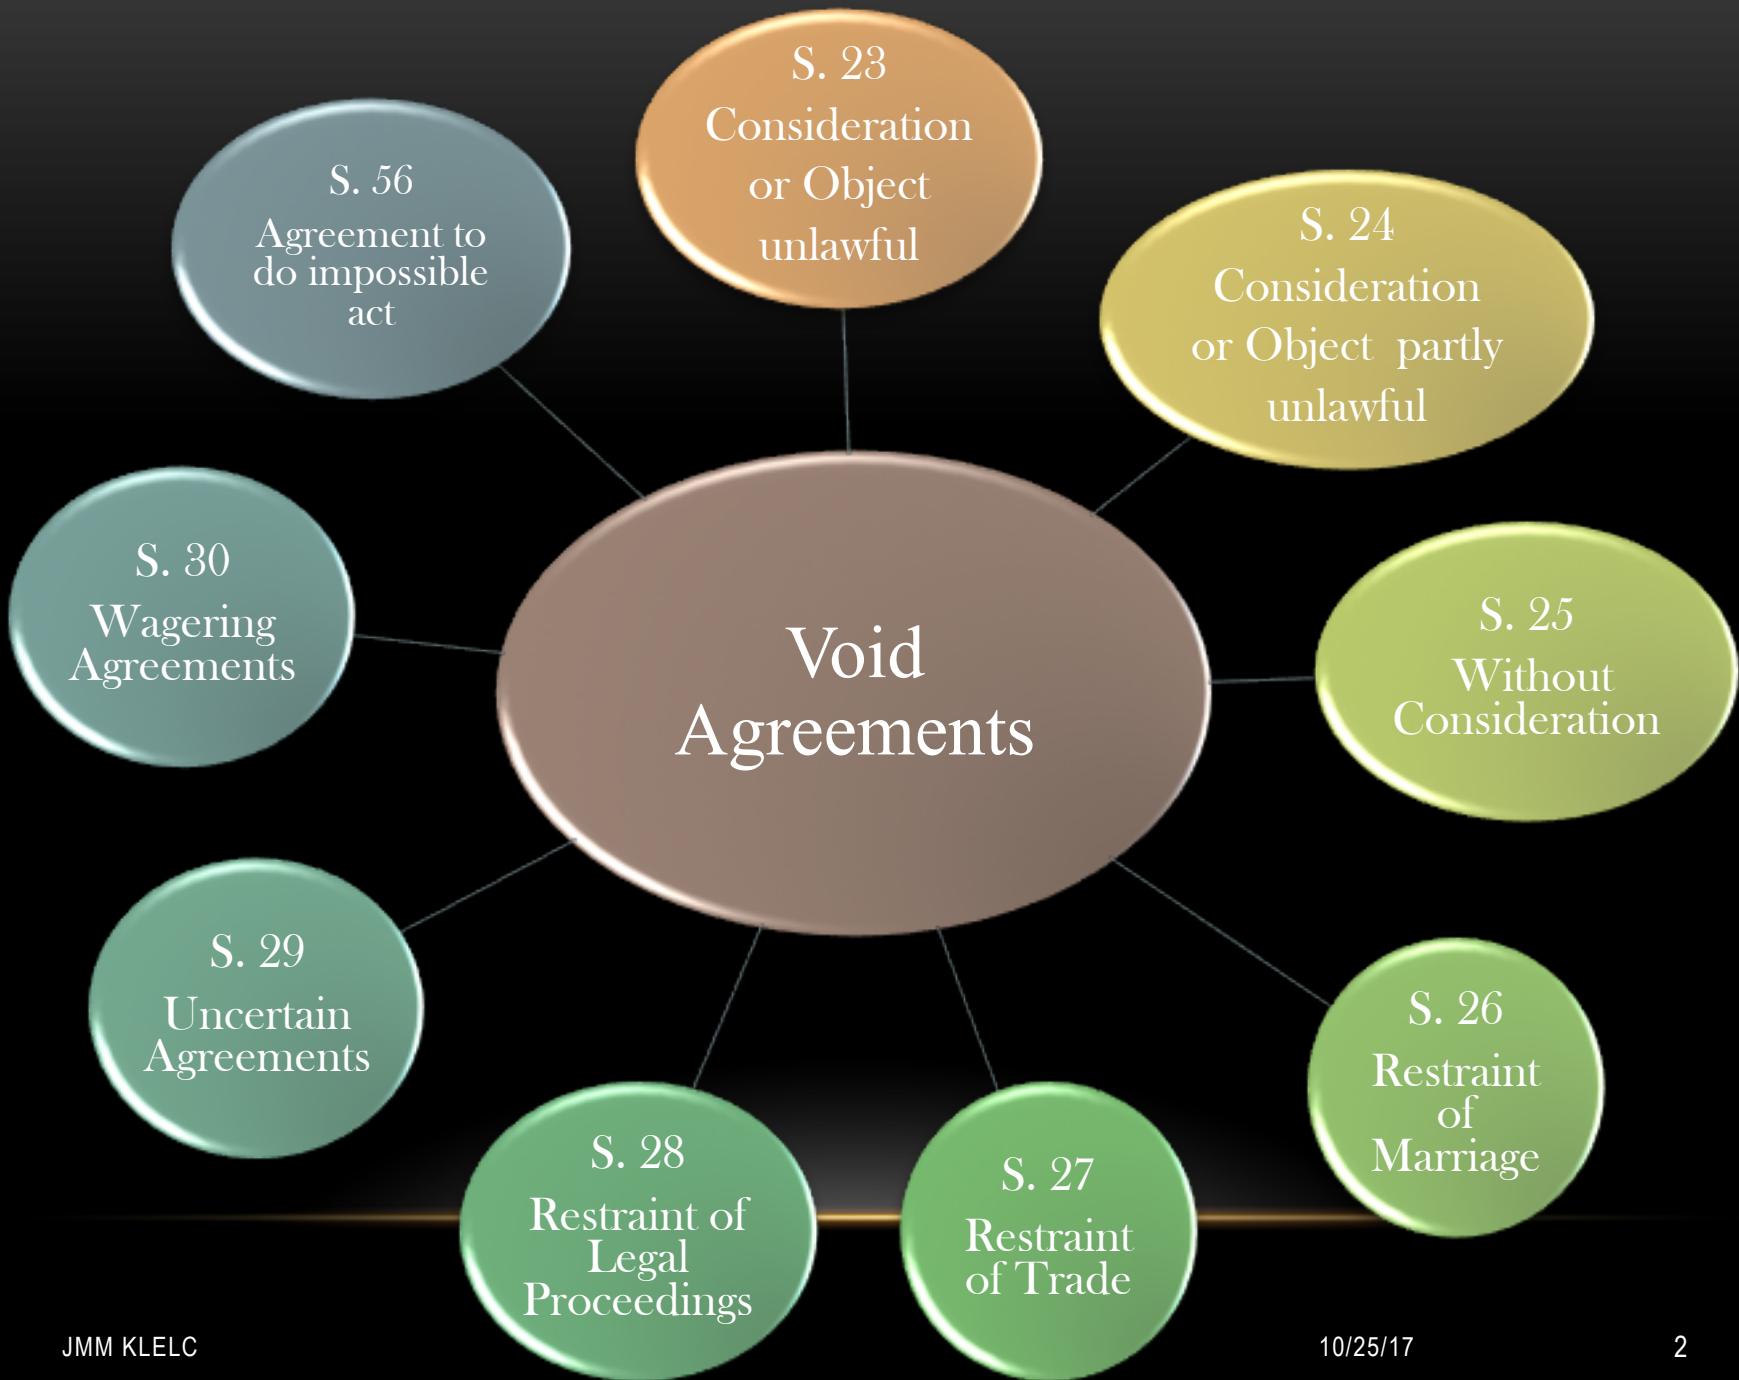 S. 23
Consideration
or Object
unlawful
S. 24
Consideration
or Object partly
unlawful
S. 25
Without
Consideration
S. 26
Restraint
of
Marriage
S. 27
Restraint
of Trade
S. 28
Restraint of
Legal
Proceedings
S. 29
Uncertain
Agreements
S. 30
Wagering
Agreements
S. 56
Agreement to
do impossible
act
Void
Agreements
JMM KLELC
10/25/17
2